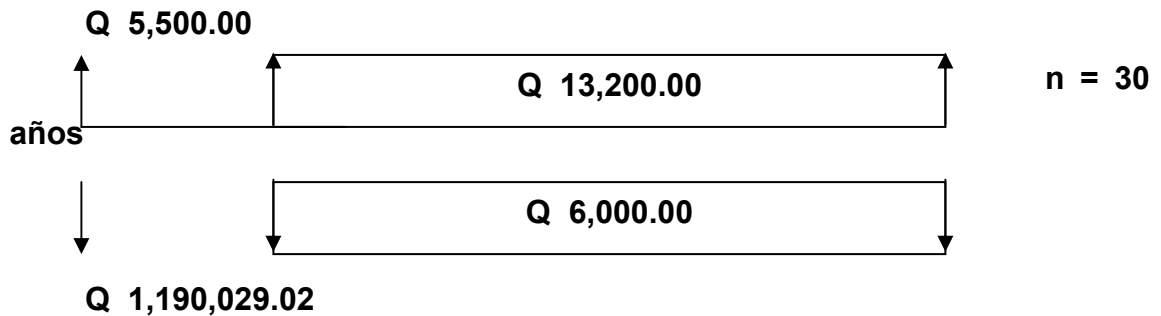 Q 5,500.00
Q 13,200.00
n = 30
años
Q 6,000.00
Q 1,190,029.02